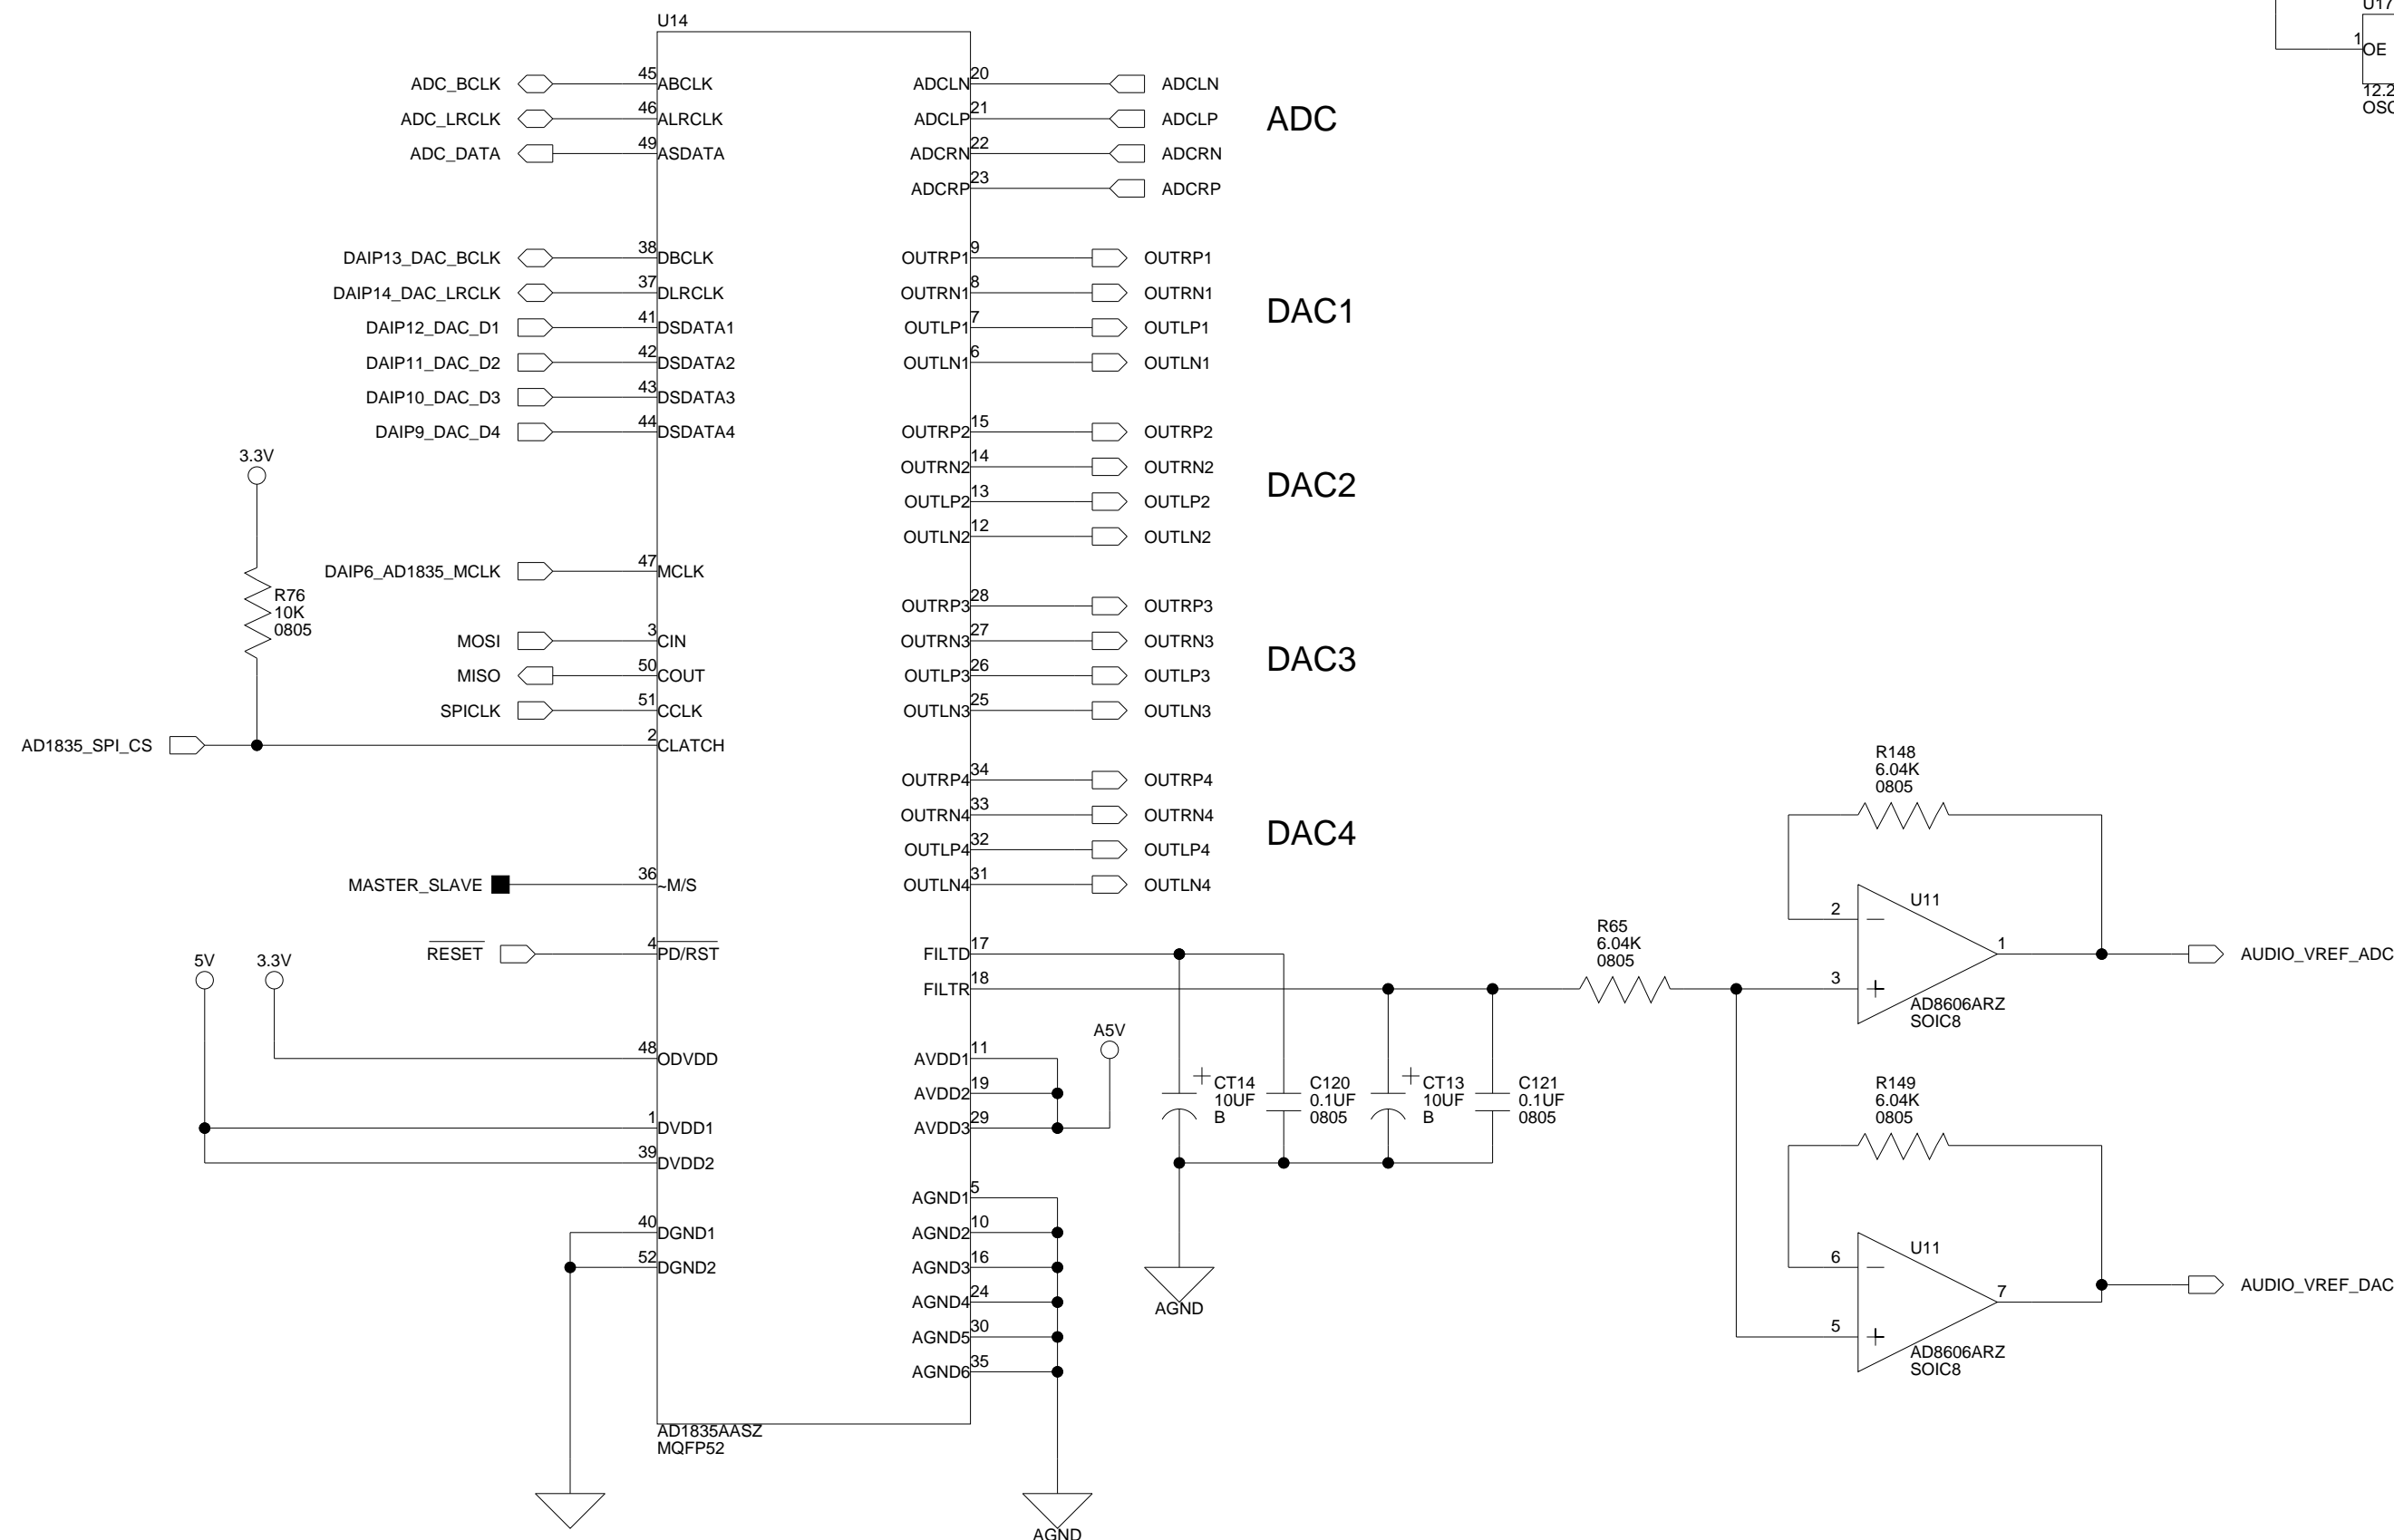 U14
U17
1
OE
12.2
OSC
45
ADC_BCLK
ABCLK
46
ADC_LRCLK
ALRCLK
49
ADC_DATA
ASDATA
20
ADCLN
ADCLN
21
ADCLP
ADCLP
22
ADCRN
ADCRN
23
ADCRP
ADCRP
ADC
38
DAIP13_DAC_BCLK
DBCLK
37
DAIP14_DAC_LRCLK
DLRCLK
41
DAIP12_DAC_D1
DSDATA1
42
DAIP11_DAC_D2
DSDATA2
43
DAIP10_DAC_D3
DSDATA3
44
DAIP9_DAC_D4
DSDATA4
9
OUTRP1
OUTRP1
8
OUTRN1
OUTRN1
7
OUTLP1
OUTLP1
6
OUTLN1
OUTLN1
DAC1
15
OUTRP2
OUTRP2
14
OUTRN2
OUTRN2
13
OUTLP2
OUTLP2
12
OUTLN2
OUTLN2
DAC2
3.3V
R76
10K
0805
47
DAIP6_AD1835_MCLK
MCLK
3
MOSI
CIN
50
MISO
COUT
51
SPICLK
CCLK
2
AD1835_SPI_CS
CLATCH
28
OUTRP3
OUTRP3
27
OUTRN3
OUTRN3
26
OUTLP3
OUTLP3
25
OUTLN3
OUTLN3
DAC3
34
OUTRP4
OUTRP4
33
OUTRN4
OUTRN4
32
OUTLP4
OUTLP4
31
OUTLN4
OUTLN4
DAC4
36
MASTER_SLAVE
~M/S
4
RESET
PD/RST
5V
3.3V
48
ODVDD
1
DVDD1
39
DVDD2
40
DGND1
52
DGND2
17
FILTD
18
FILTR
11
AVDD1
19
AVDD2
29
AVDD3
A5V
5
AGND1
10
AGND2
16
AGND3
24
AGND4
30
AGND5
35
AGND6
AD1835AASZ
MQFP52
AGND
CT14
10UF
B
C120
0.1UF
0805
CT13
10UF
B
C121
0.1UF
0805
AGND
R65
6.04K
0805
R148
6.04K
0805
U11
2
3
1
AD8606ARZ
SOIC8
AUDIO_VREF_ADC
R149
6.04K
0805
U11
6
5
7
AD8606ARZ
SOIC8
AUDIO_VREF_DAC